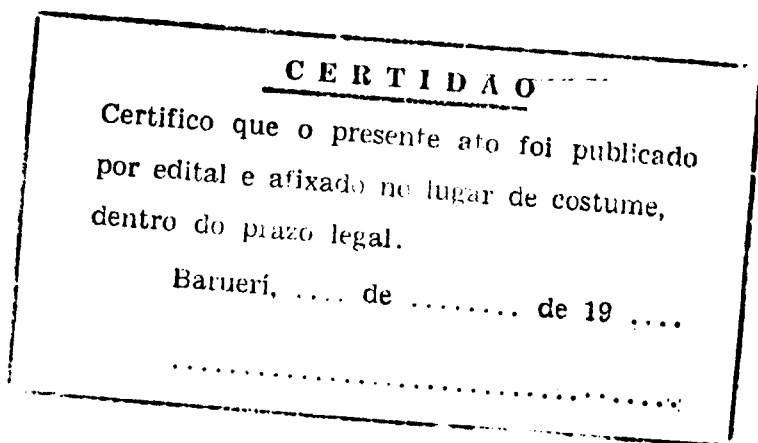 CERTIDÃO
Certifico que o presente ato foi publicado
por edital e afixado no lugar de costume,
dentro do prazo legal.
Baruerí, .... de ........ de 19 ....
....................................